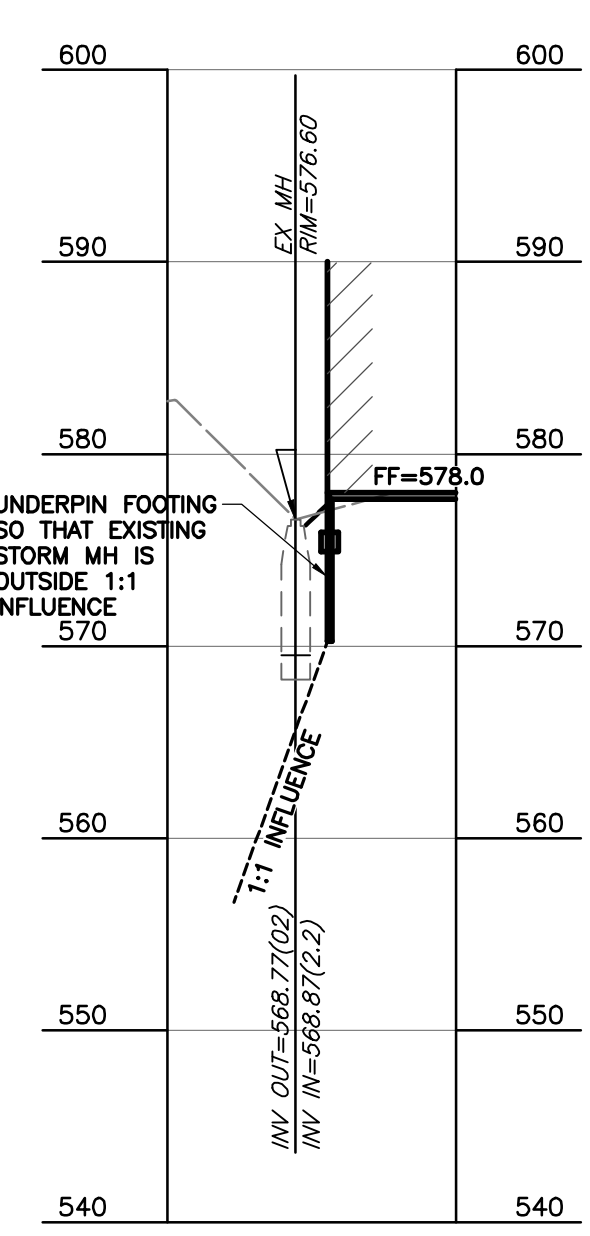 600 600
EX MH
RIM=576.60
590 590
580 580
FF=578.0
UNDERPIN FOOTING
SO THAT EXISTING
STORM MH IS
OUTSIDE 1:1
INFLUENCE
570 570
1:1 INFLUENCE
560 560
INV OUT=568.77(02)
INV IN=568.87(2.2)
550 550
540 540